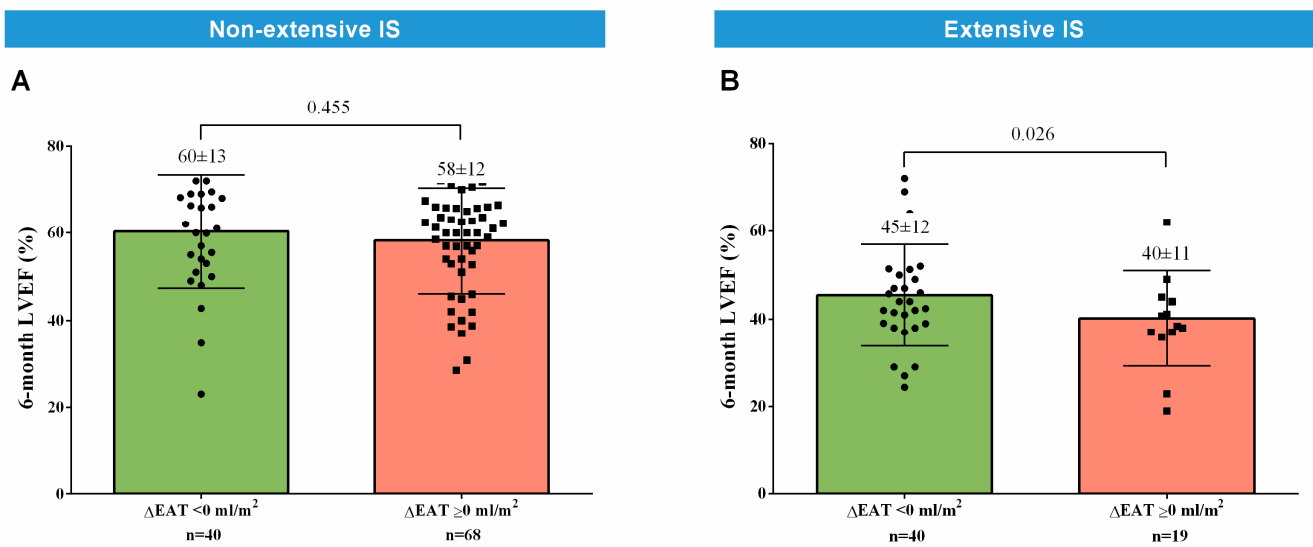 Non-extensive IS
Extensive IS
A
0.455
6-month LVEF (%)
80
60
40
20
0
60±13
58±12
ΔEAT <0 ml/m²
n=40
ΔEAT ≥0 ml/m²
n=68
B
0.026
6-month LVEF (%)
80
60
40
20
0
45±12
40±11
ΔEAT <0 ml/m²
n=40
ΔEAT ≥0 ml/m²
n=19